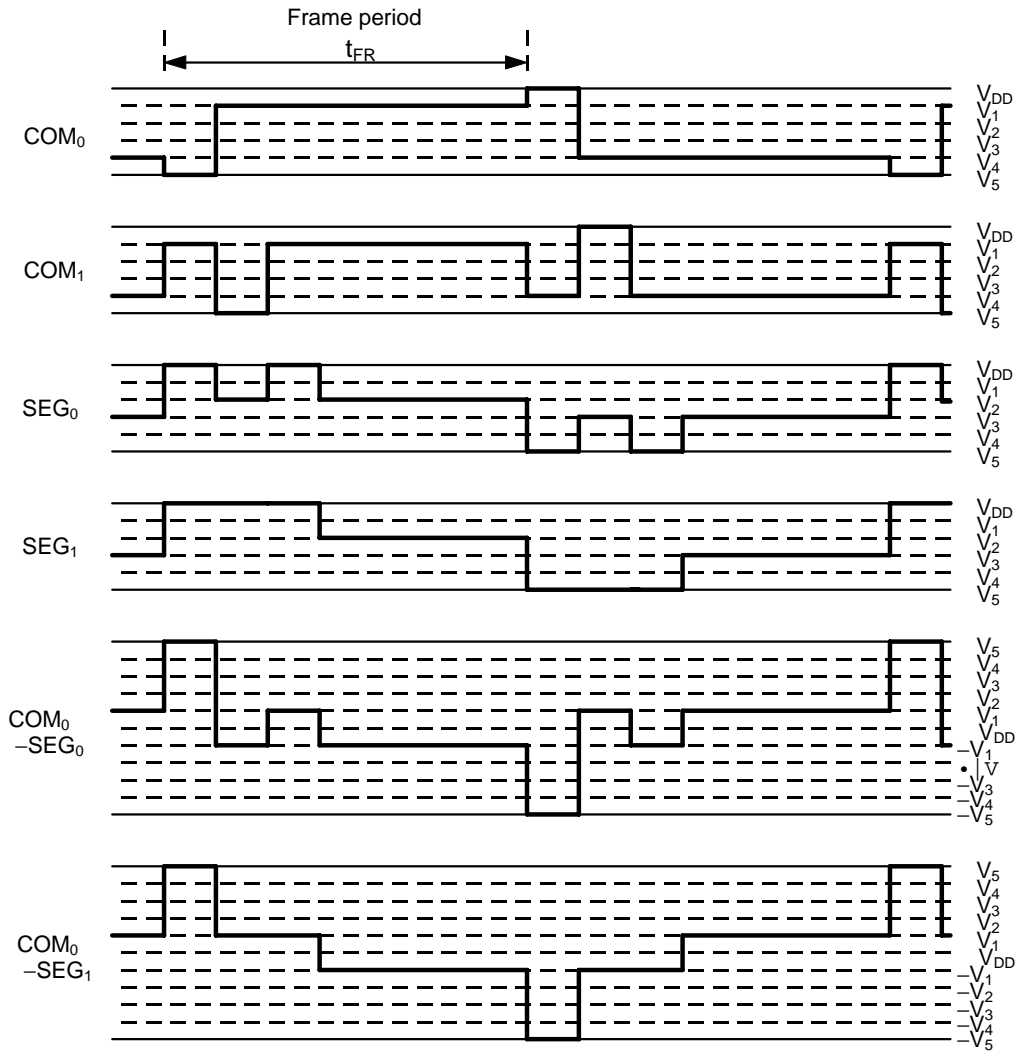 Frame period
tFR
COM0
VDD
V1
V2
V3
V4
V5
COM1
VDD
V1
V2
V3
V4
V5
SEG0
VDD
V1
V2
V3
V4
V5
SEG1
VDD
V1
V2
V3
V4
V5
COM0
–SEG0
V5
V4
V3
V2
V1
VDD
–V1
• | V
–V3
–V4
–V5
COM0
–SEG1
V5
V4
V3
V2
V1
VDD
–V1
–V2
–V3
–V4
–V5